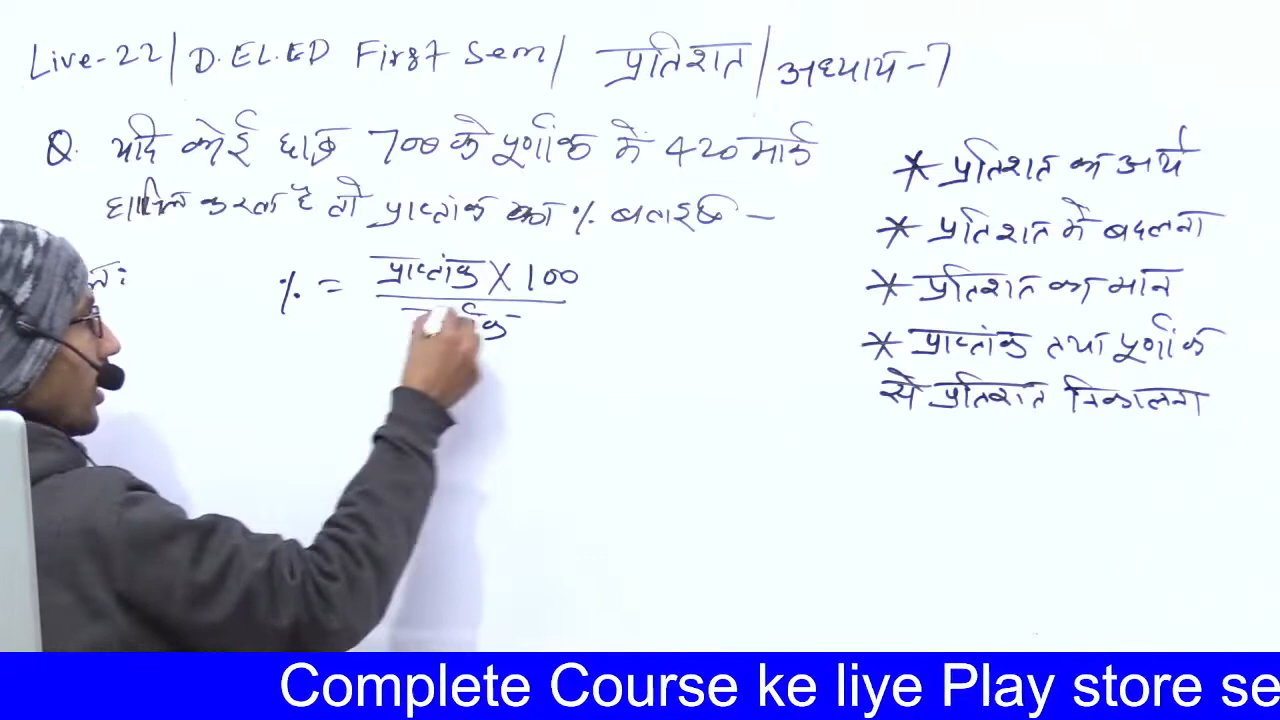 Live-22 / D.EL.ED First Sem / प्रतिशत / अध्याय-7
Q. यदि कोई छात्र 700 के पूर्णांक में 420 मार्क
हासिल करता है तो प्राप्तांक का % बताइए -
% = प्राप्तांक X 100
* प्रतिशत का अर्थ
* प्रतिशत में बदलना
* प्रतिशत का मान
* प्राप्तांक तथा पूर्णांक
से प्रतिशत निकालना
Complete Course ke liye Play store se